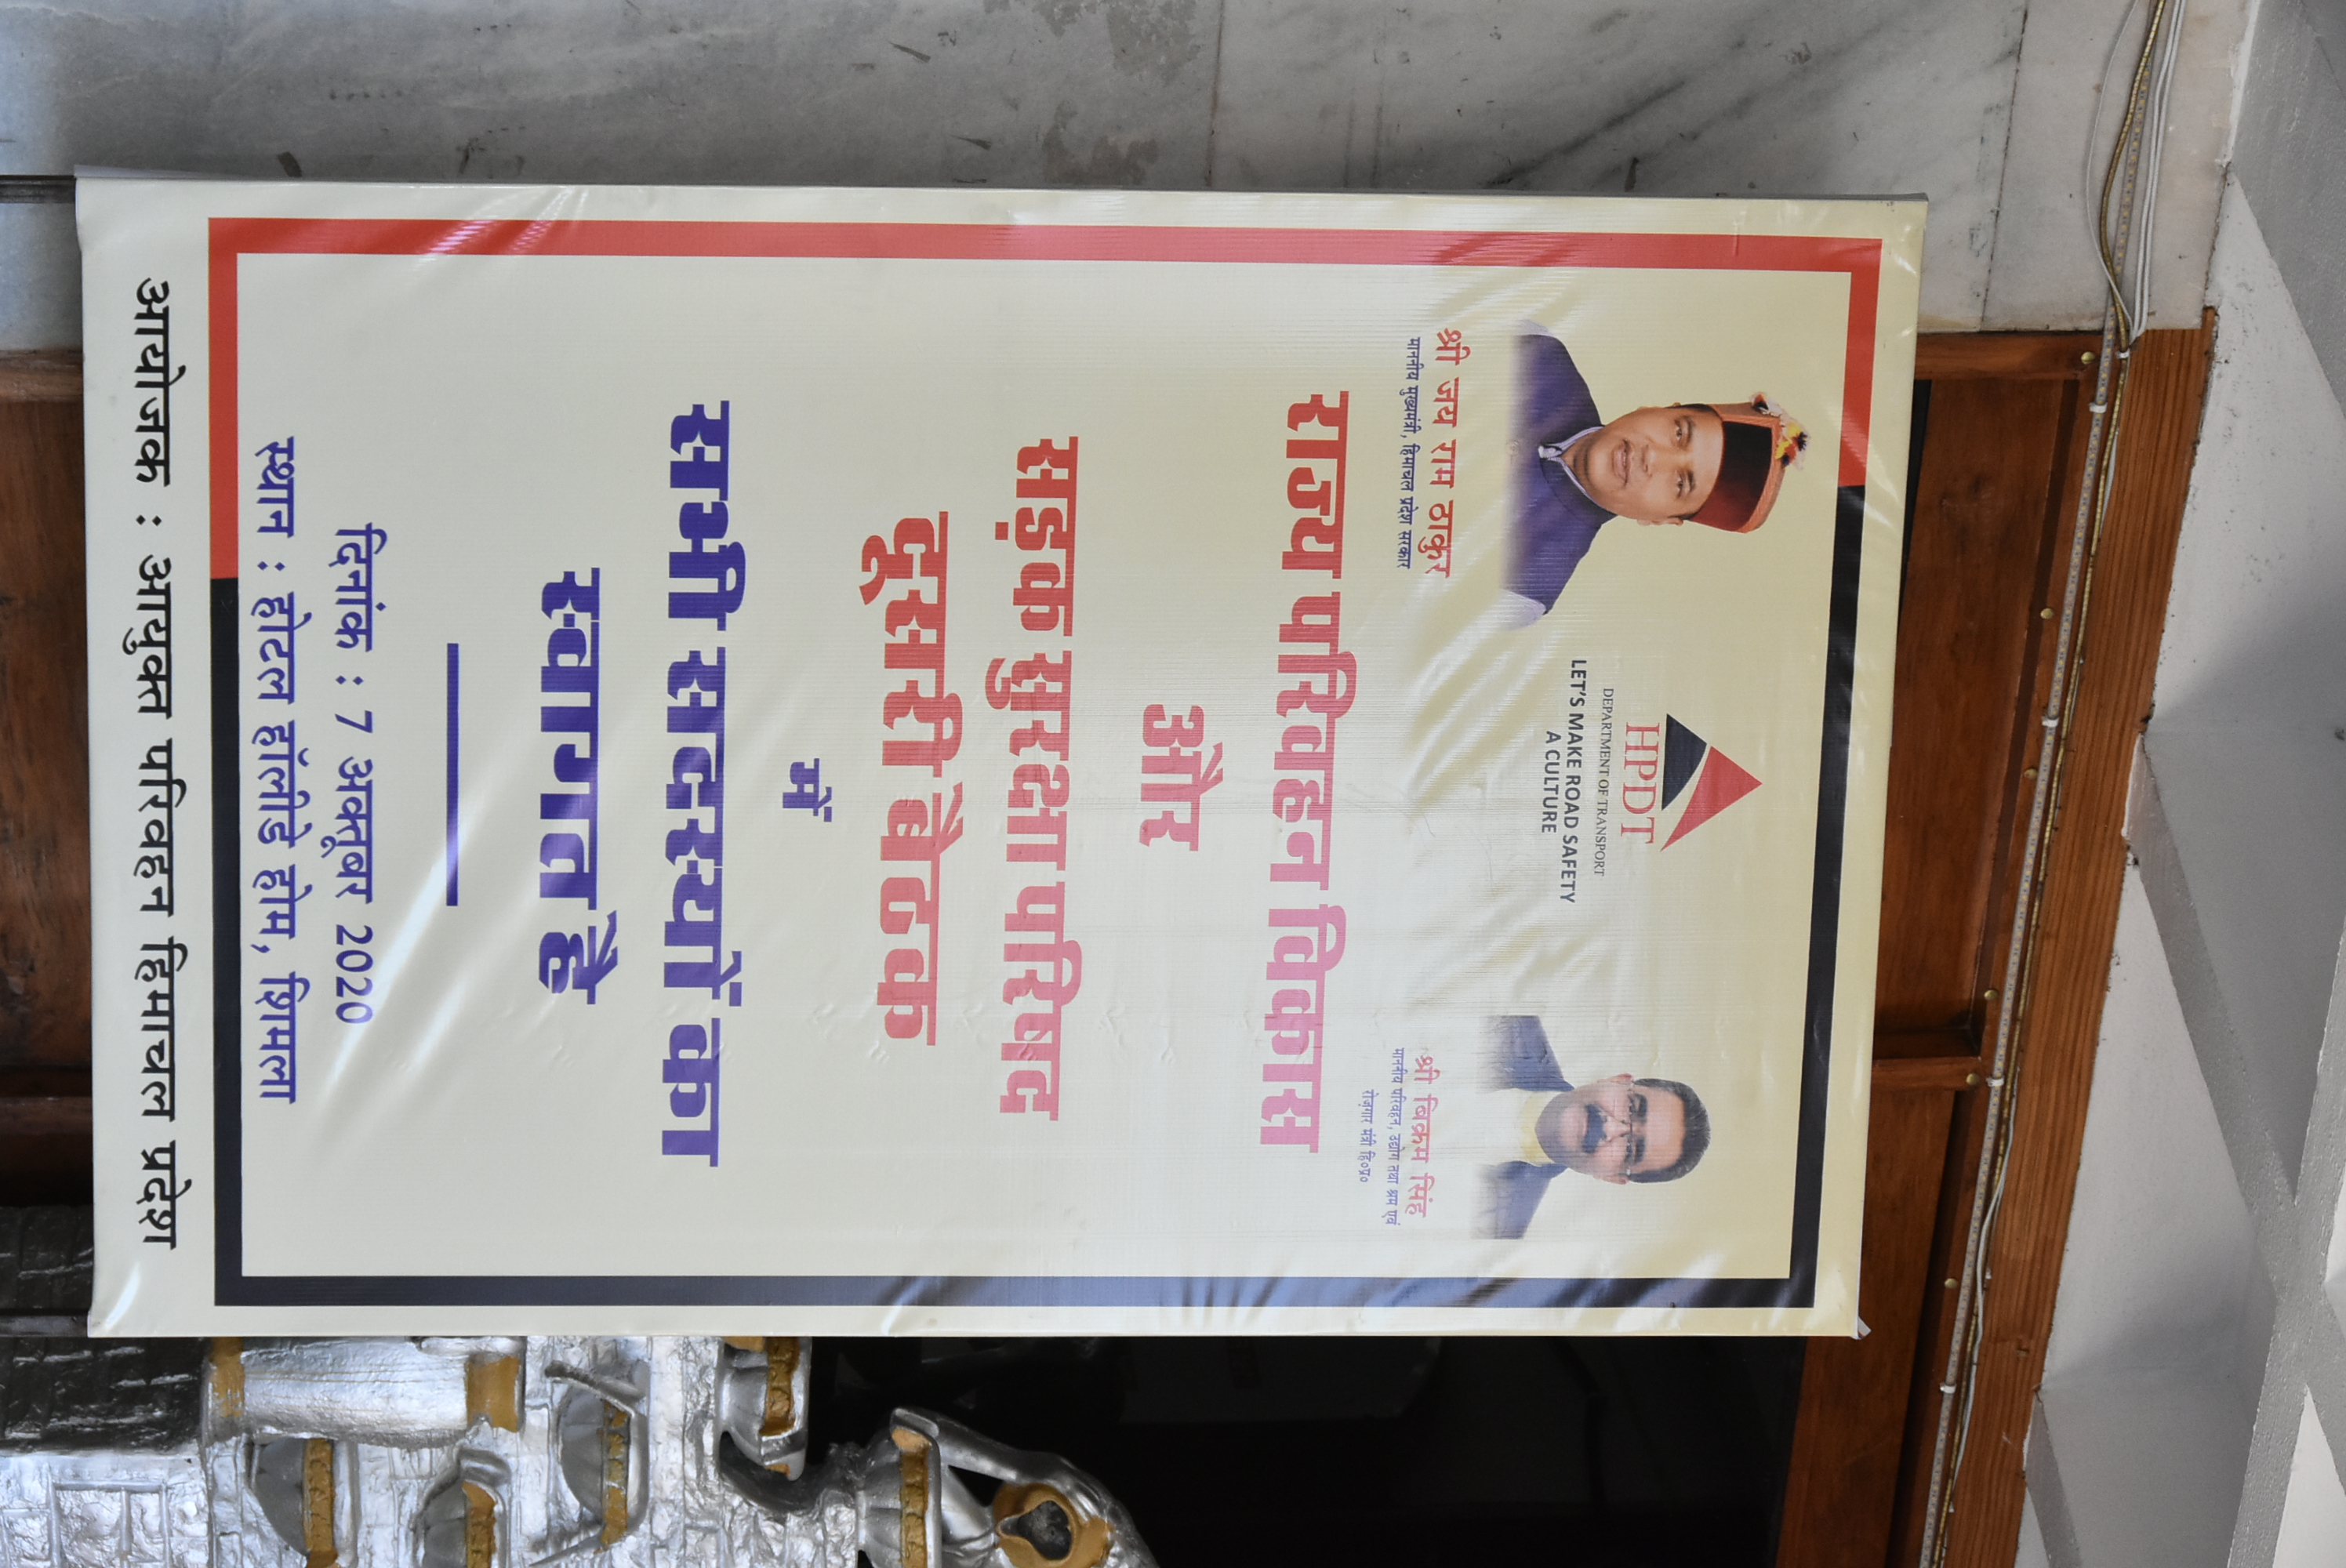 HPDT
DEPARTMENT OF TRANSPORT
LET'S MAKE ROAD SAFETY
A CULTURE
श्री जय राम ठाकुर
माननीय मुख्यमंत्री, हिमाचल प्रदेश सरकार
श्री बिक्रम सिंह
माननीय परिवहन, उद्योग तथा श्रम एवं
रोज़गार मंत्री हि०प्र०
राज्य परिवहन विकास
और
सड़क सुरक्षा परिषद
दूसरी बैठक
में
सभी सदस्यों का
स्वागत है
दिनांक : 7 अक्तूबर 2020
स्थान : होटल हॉलीडे होम, शिमला
आयोजक : आयुक्त परिवहन हिमाचल प्रदेश